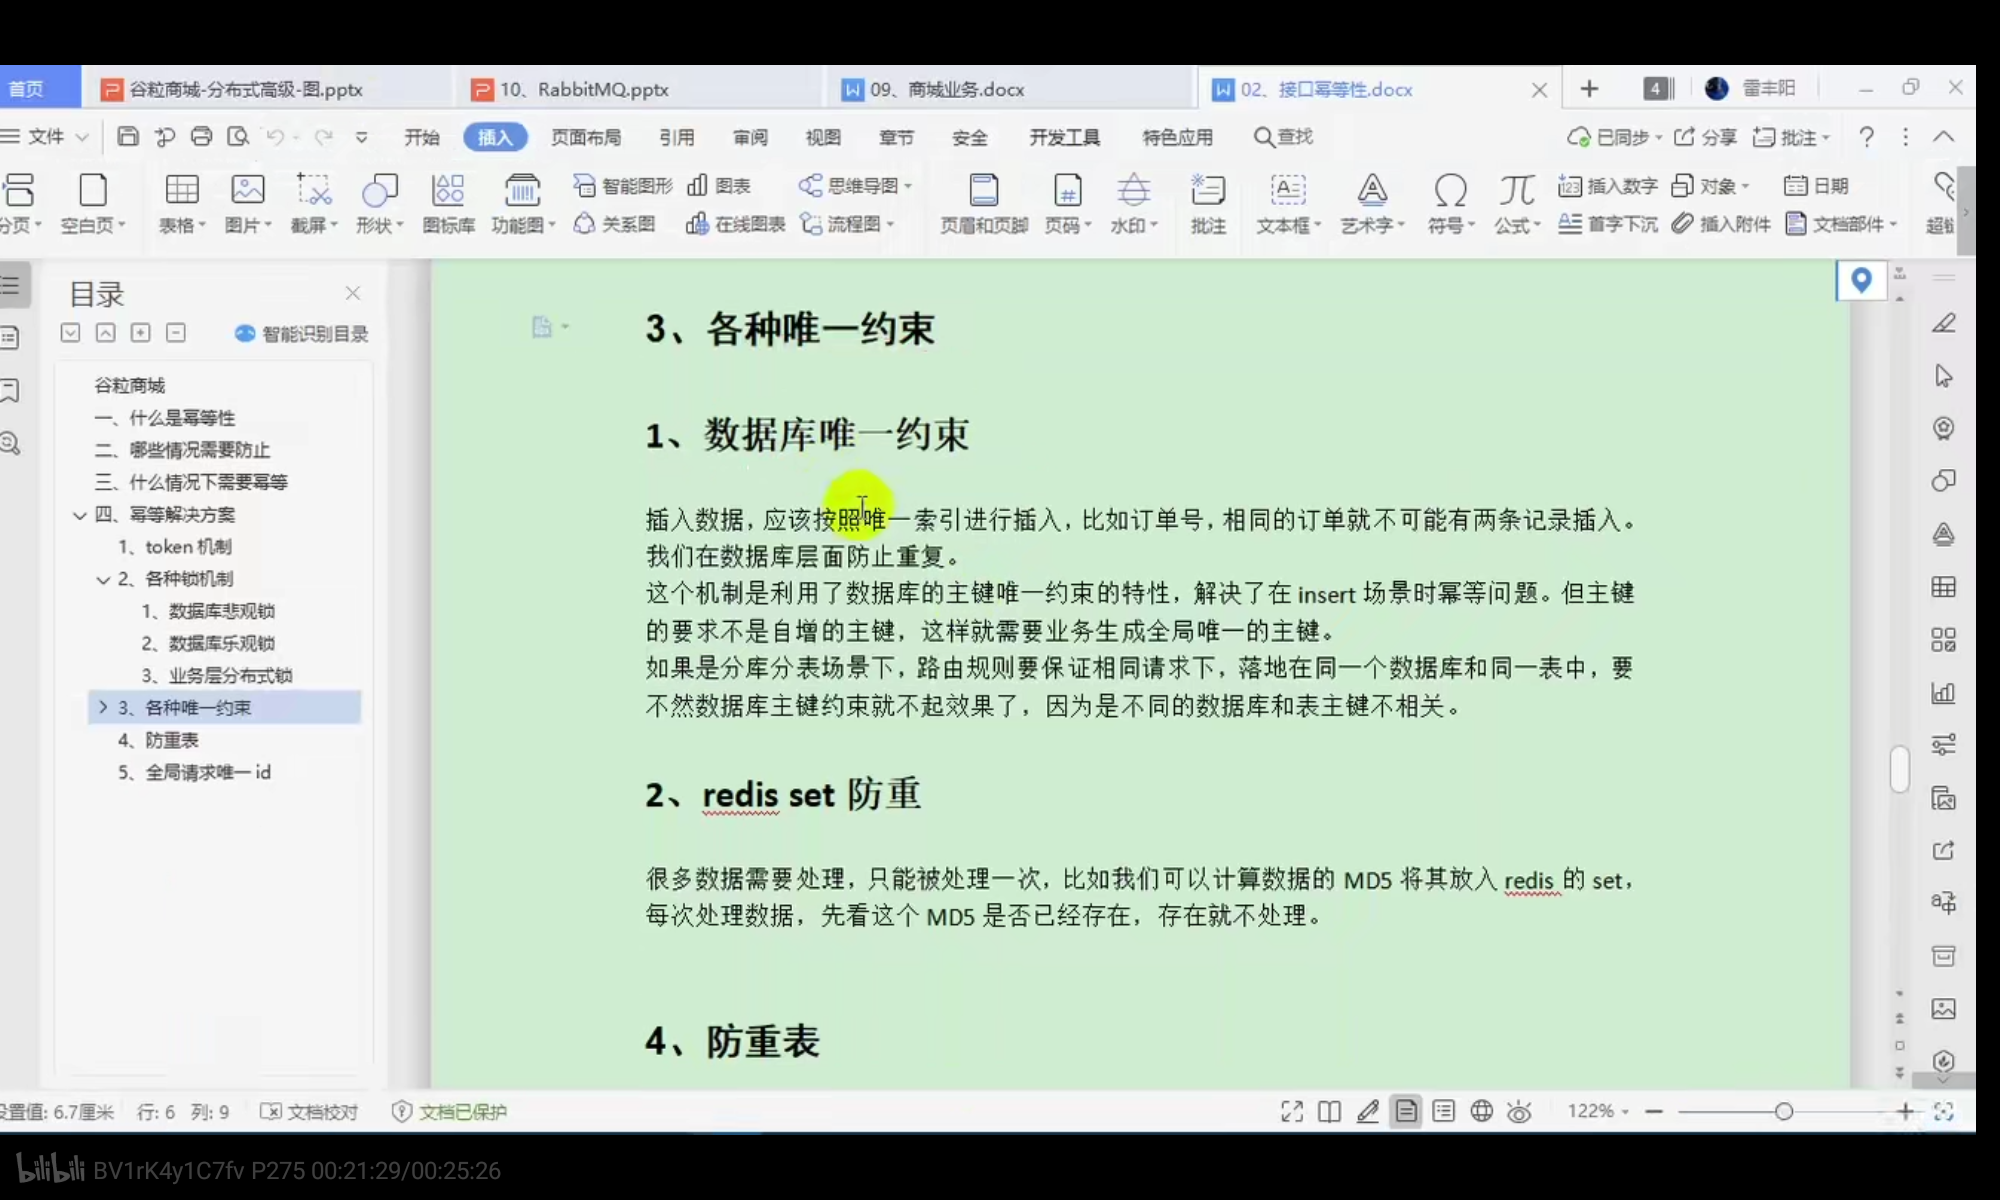 首页
谷粒商城-分布式高级-图.pptx
10、RabbitMQ.pptx
09、商城业务.docx
02、接口幂等性.docx
4
雷丰阳
文件
开始
插入
页面布局
引用
审阅
视图
章节
安全
开发工具
特色应用
查找
已同步
分享
批注
分页
空白页
表格
图片
截屏
形状
图标库
功能图
智能图形
关系图
图表
在线图表
思维导图
流程图
页眉和页脚
页码
水印
批注
文本框
艺术字
符号
公式
插入数字
首字下沉
对象
插入附件
日期
文档部件
目录
智能识别目录
谷粒商城
一、什么是幂等性
二、哪些情况需要防止
三、什么情况下需要幂等
四、幂等解决方案
1、token 机制
2、各种锁机制
1、数据库悲观锁
2、数据库乐观锁
3、业务层分布式锁
3、各种唯一约束
4、防重表
5、全局请求唯一 id
3、各种唯一约束
1、数据库唯一约束
插入数据，应该按照唯一索引进行插入，比如订单号，相同的订单就不可能有两条记录插入。
我们在数据库层面防止重复。
这个机制是利用了数据库的主键唯一约束的特性，解决了在 insert 场景时幂等问题。但主键
的要求不是自增的主键，这样就需要业务生成全局唯一的主键。
如果是分库分表场景下，路由规则要保证相同请求下，落地在同一个数据库和同一表中，要
不然数据库主键约束就不起效果了，因为是不同的数据库和表主键不相关。
2、redis set 防重
很多数据需要处理，只能被处理一次，比如我们可以计算数据的 MD5 将其放入 redis 的 set，
每次处理数据，先看这个 MD5 是否已经存在，存在就不处理。
4、防重表
设置值: 6.7厘米
行: 6
列: 9
文档校对
文档已保护
122%
bilibili BV1rK4y1C7fv P275 00:21:29/00:25:26